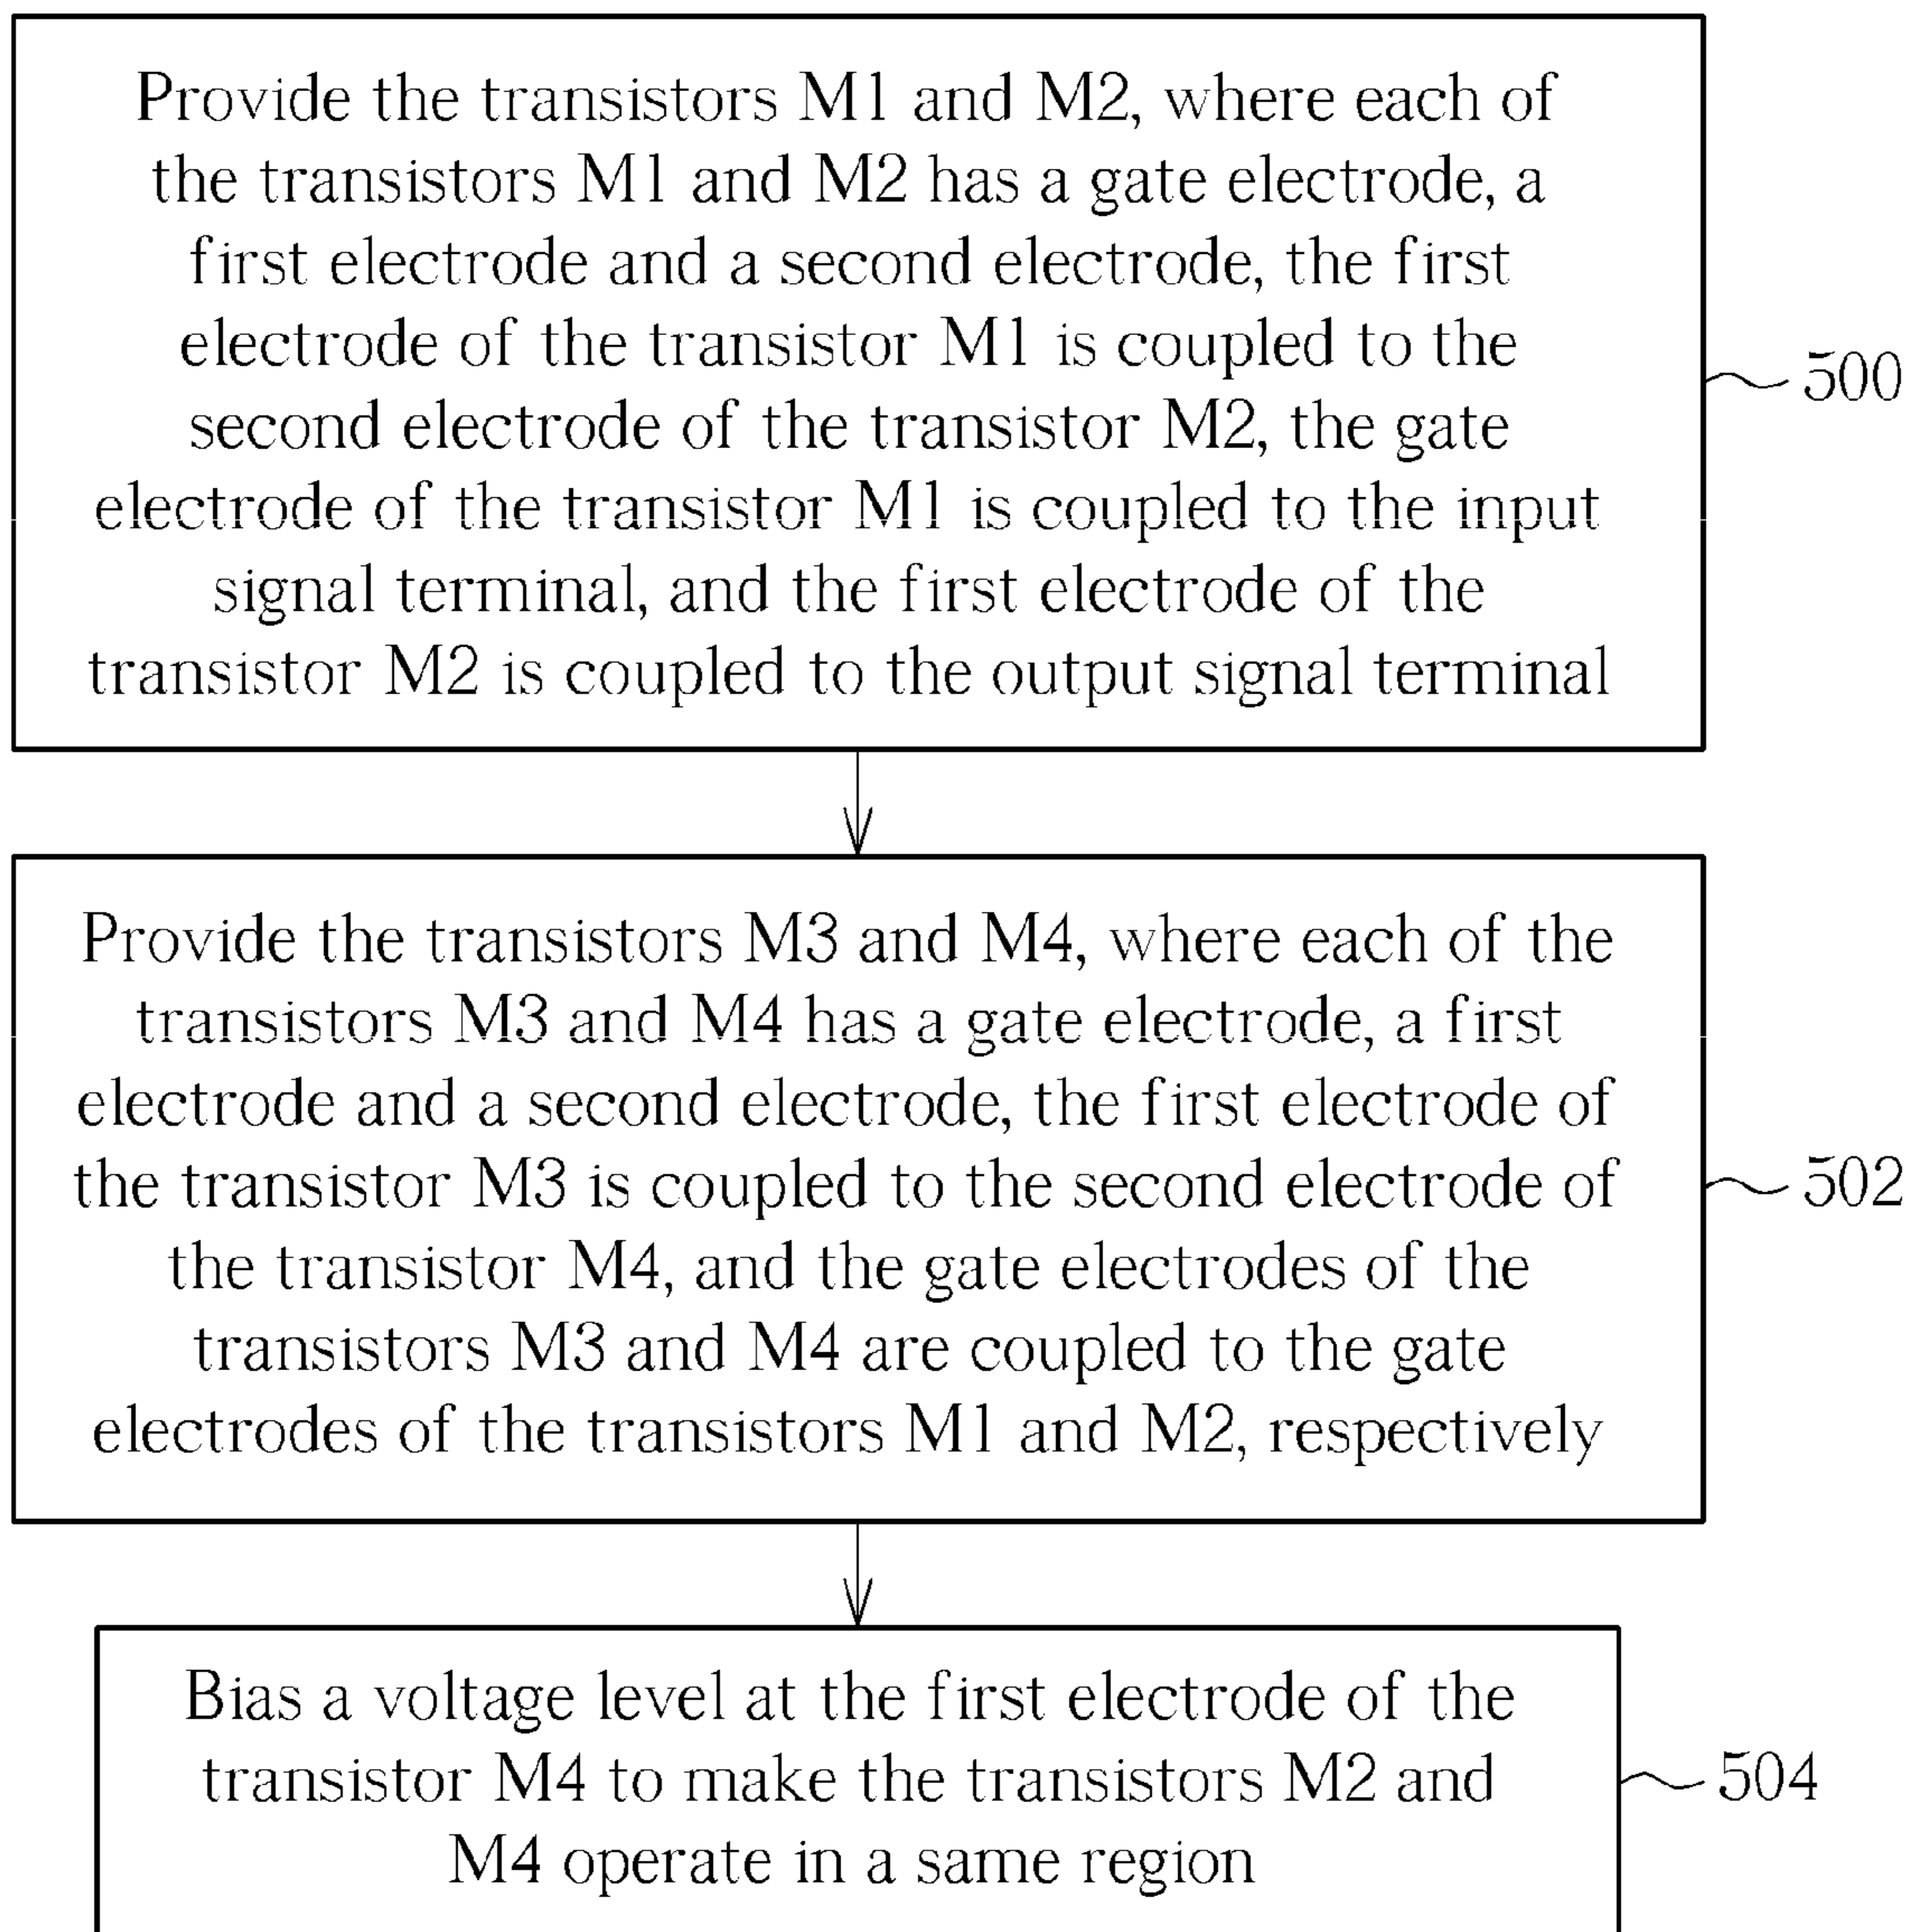 Provide the transistors M1 and M2, where each of
the transistors M1 and M2 has a gate electrode, a
first electrode and a second electrode, the first
electrode of the transistor M1 is coupled to the
second electrode of the transistor M2, the gate
electrode of the transistor M1 is coupled to the input
signal terminal, and the first electrode of the
transistor M2 is coupled to the output signal terminal
500
Provide the transistors M3 and M4, where each of the
transistors M3 and M4 has a gate electrode, a first
electrode and a second electrode, the first electrode of
the transistor M3 is coupled to the second electrode of
the transistor M4, and the gate electrodes of the
transistors M3 and M4 are coupled to the gate
electrodes of the transistors M1 and M2, respectively
502
Bias a voltage level at the first electrode of the
transistor M4 to make the transistors M2 and
M4 operate in a same region
504